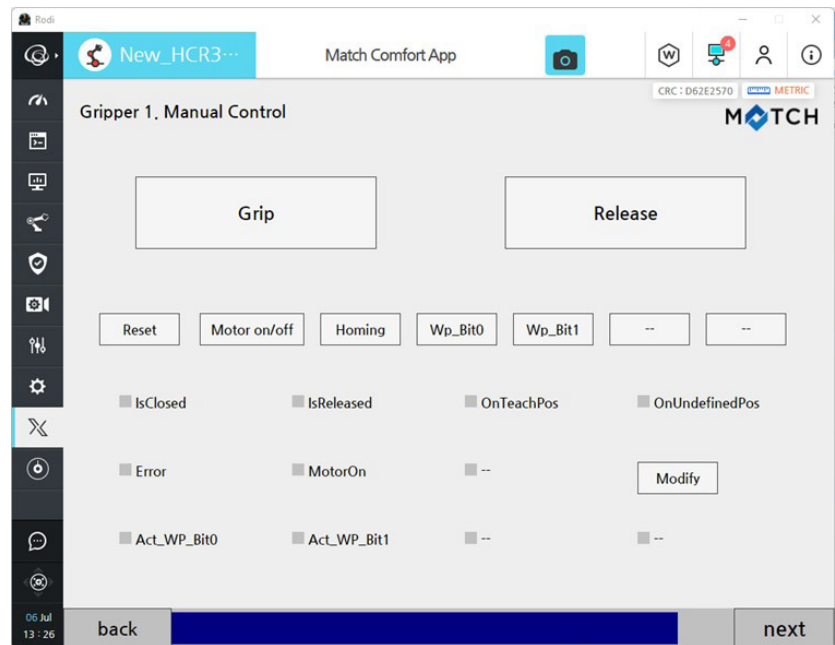 Rodi
New_HCR3···
Match Comfort App
W
4
CRC : D62E2570
METRIC
Gripper 1. Manual Control
MATCH
Grip
Release
Reset
Motor on/off
Homing
Wp_Bit0
Wp_Bit1
--
--
IsClosed
IsReleased
OnTeachPos
OnUndefinedPos
Error
MotorOn
--
Modify
Act_WP_Bit0
Act_WP_Bit1
--
--
06 Jul
13 : 26
back
next